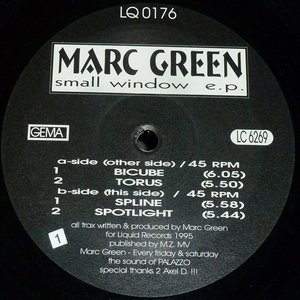 LQ 0176
MARC GREEN
small window e.p.
GEMA
LC 6269
a-side (other side) / 45 RPM
1 BICUBE (6.05)
2 TORUS (5.50)
b-side (this side) / 45 RPM
1 SPLINE (5.58)
2 SPOTLIGHT (5.44)
all trax written & produced by Marc Green
for Liquid Records 1995
published by M.Z. MV
1
Marc Green - Every friday & saturday
the sound of PALAZZO
special thanks 2 Axel D. !!!